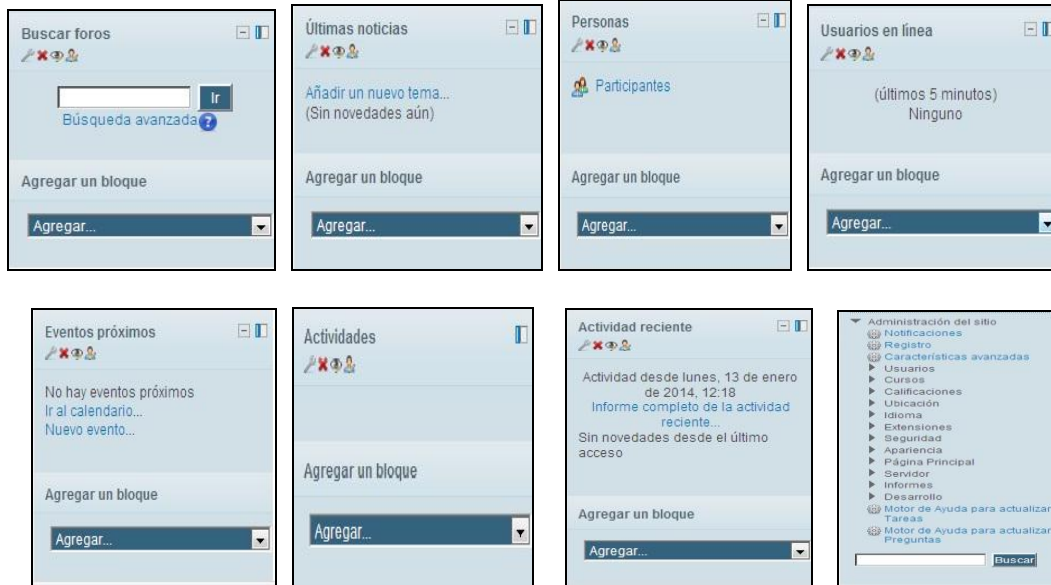 Buscar foros
Ir
Búsqueda avanzada
Agregar un bloque
Agregar...
Últimas noticias
Añadir un nuevo tema...
(Sin novedades aún)
Agregar un bloque
Agregar...
Personas
Participantes
Agregar un bloque
Agregar...
Usuarios en línea
(últimos 5 minutos)
Ninguno
Agregar un bloque
Agregar...
Eventos próximos
No hay eventos próximos
Ir al calendario...
Nuevo evento...
Agregar un bloque
Agregar...
Actividades
Agregar un bloque
Agregar...
Actividad reciente
Actividad desde lunes, 13 de enero
de 2014, 12:18
Informe completo de la actividad
reciente...
Sin novedades desde el último
acceso
Agregar un bloque
Agregar...
Administración del sitio
Notificaciones
Registro
Características avanzadas
Usuarios
Cursos
Calificaciones
Ubicación
Idioma
Extensiones
Seguridad
Apariencia
Página Principal
Servidor
Informes
Desarrollo
Motor de Ayuda para actualizar
Tareas
Motor de Ayuda para actualizar
Preguntas
Buscar